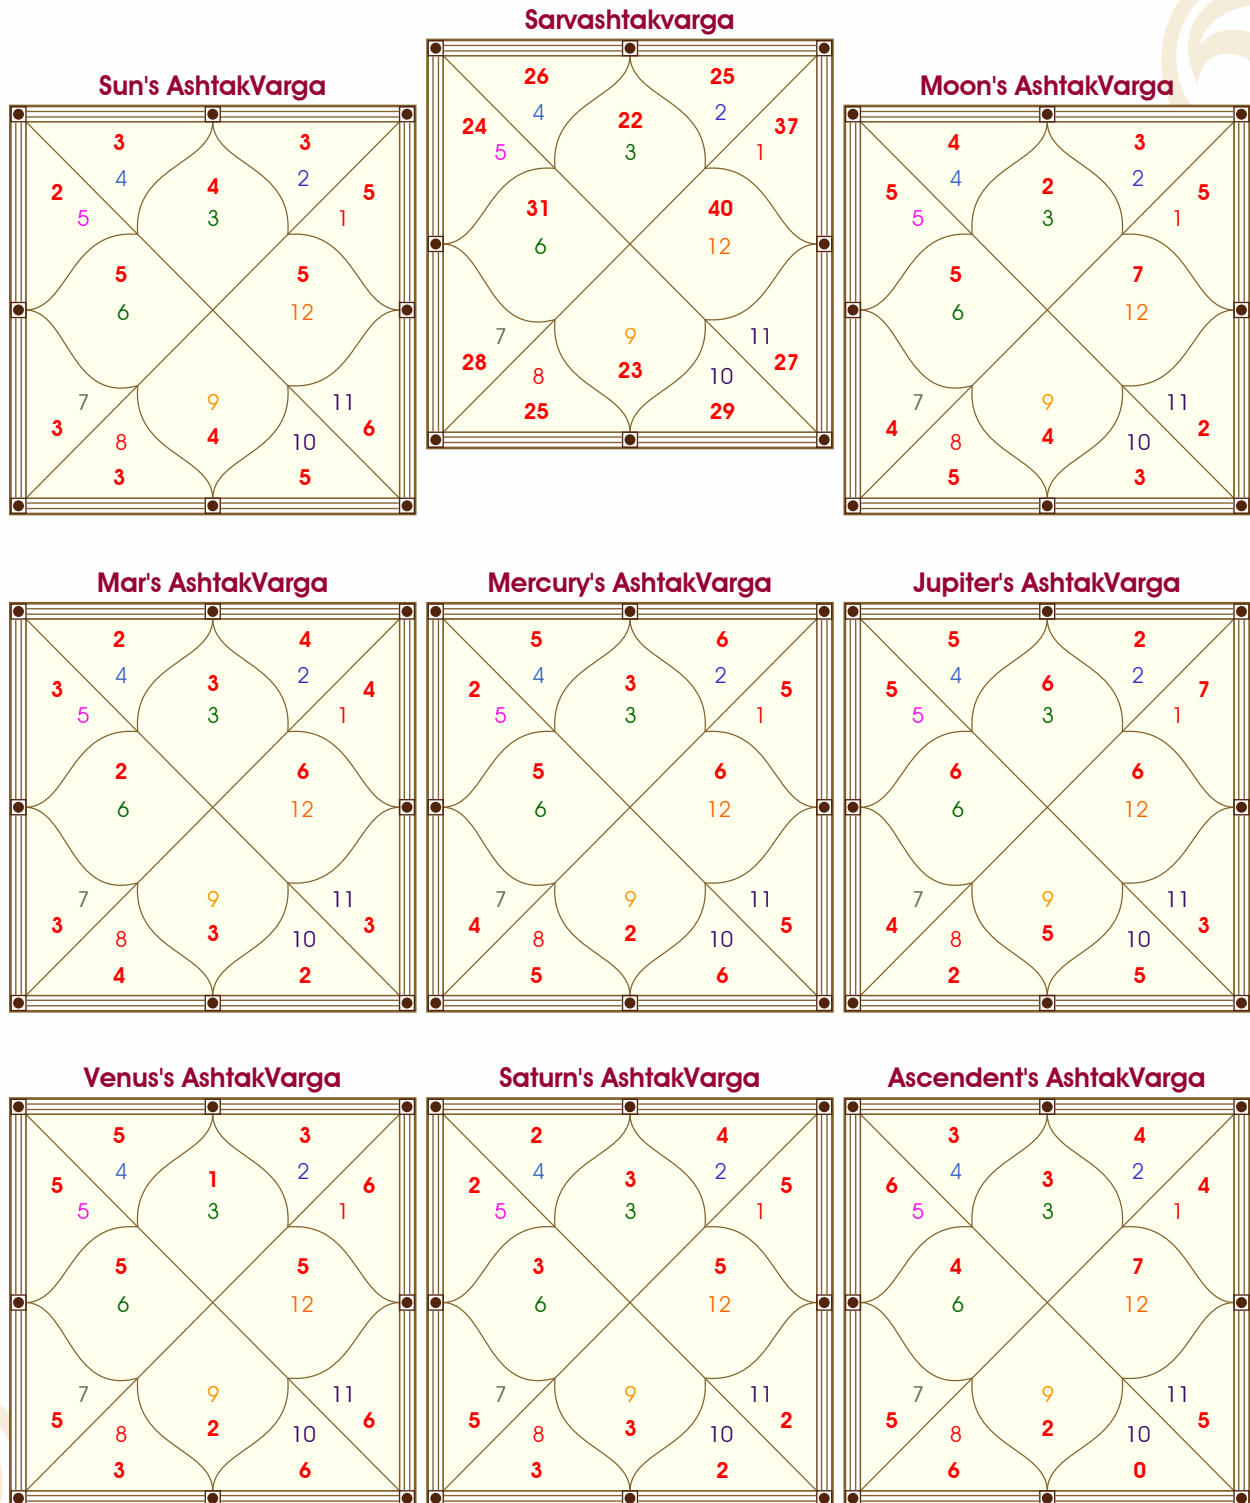 Sarvashtakvarga
26 25
4 22 2
24 37
5 3 1
31 40
6 12
7 9 11
28 23 27
8 10
25 29
Sun's AshtakVarga
3 3
4 4 2
2 5
5 3 1
5 5
6 12
7 9 11
3 4 6
8 10
3 5
Moon's AshtakVarga
4 3
4 2 2
5 5
5 3 1
5 7
6 12
7 9 11
4 4 2
8 10
5 3
Mar's AshtakVarga
2 4
4 3 2
3 4
5 3 1
2 6
6 12
7 9 11
3 3 3
8 10
4 2
Mercury's AshtakVarga
5 6
4 3 2
2 5
5 3 1
5 6
6 12
7 9 11
4 2 5
8 10
5 6
Jupiter's AshtakVarga
5 2
4 6 2
5 7
5 3 1
6 6
6 12
7 9 11
4 5 3
8 10
2 5
Venus's AshtakVarga
5 3
4 1 2
5 6
5 3 1
5 5
6 12
7 9 11
5 2 6
8 10
3 6
Saturn's AshtakVarga
2 4
4 3 2
2 5
5 3 1
3 5
6 12
7 9 11
5 3 2
8 10
3 2
Ascendent's AshtakVarga
3 4
4 3 2
6 4
5 3 1
4 7
6 12
7 9 11
5 2 5
8 10
6 0